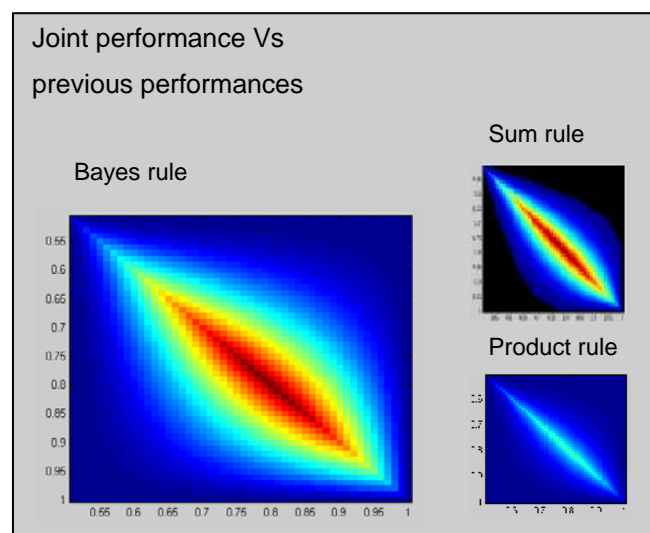 Joint performance Vs
previous performances
Sum rule
Bayes rule
0.55
0.6
0.65
0.7
0.75
0.8
0.85
0.9
0.95
1
0.55 0.6 0.65 0.7 0.75 0.8 0.85 0.9 0.95 1
Product rule